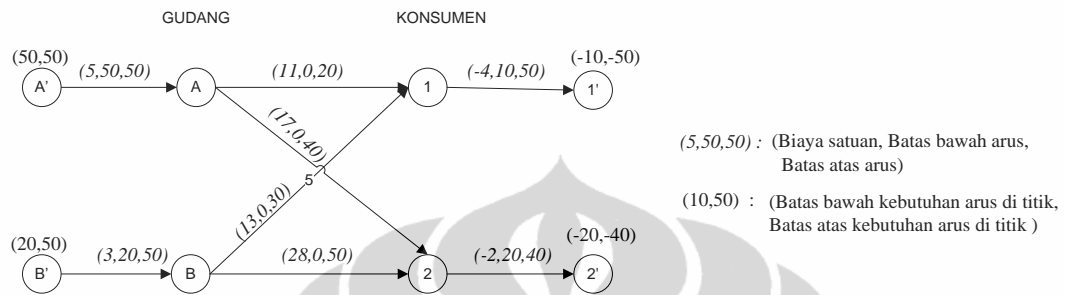 GUDANG KONSUMEN
(50,50) (5,50,50) (11,0,20) (-4,10,50) (-10,-50)
A' A 1 1'
(17,0,40)
5
(13,0,30)
(5,50,50) : (Biaya satuan, Batas bawah arus,
Batas atas arus)
(10,50) : (Batas bawah kebutuhan arus di titik,
Batas atas kebutuhan arus di titik )
(20,50) (3,20,50) (28,0,50) (-2,20,40) (-20,-40)
B' B 2 2'